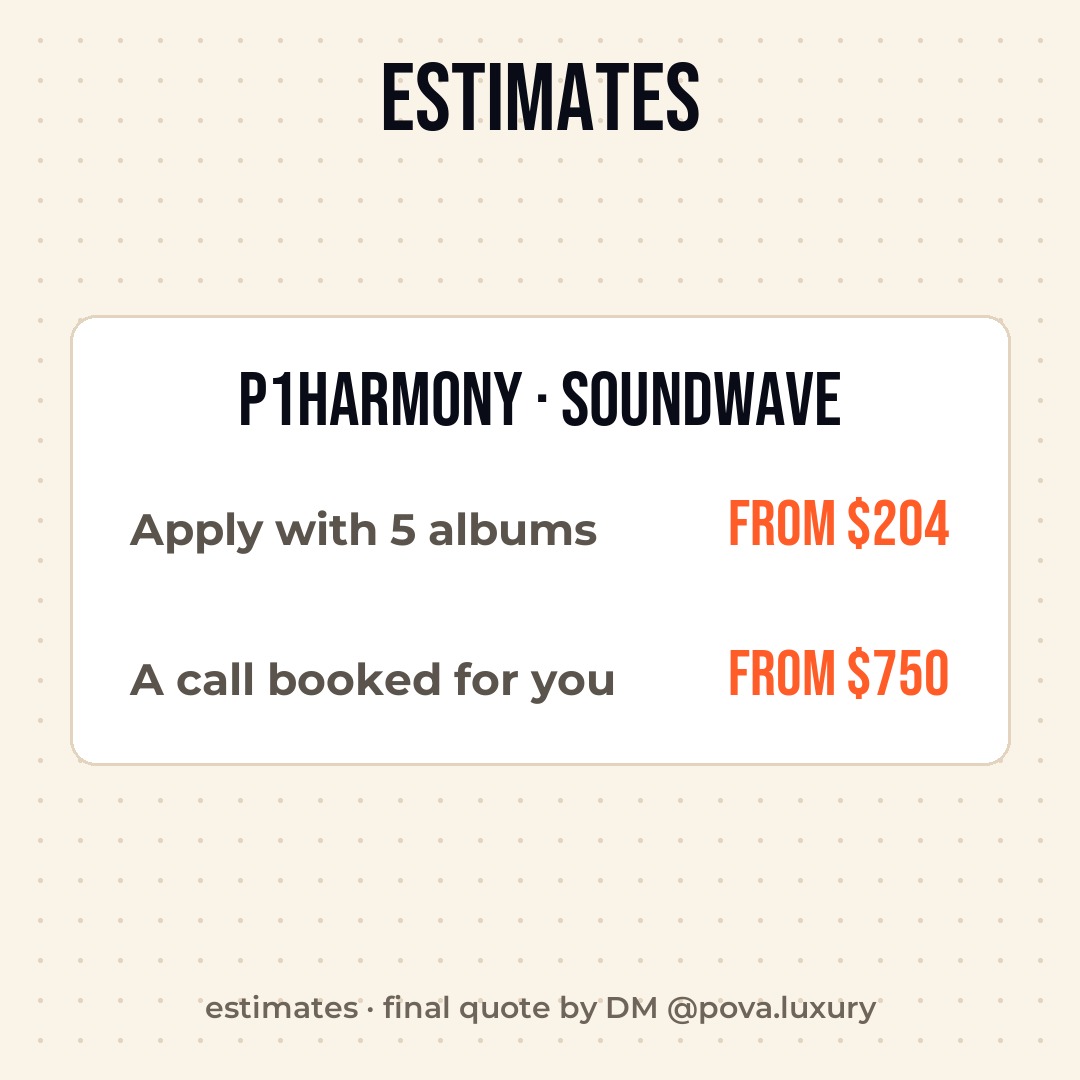 ESTIMATES
P1HARMONY · SOUNDWAVE
Apply with 5 albums FROM $204
A call booked for you FROM $750
estimates · final quote by DM @pova.luxury